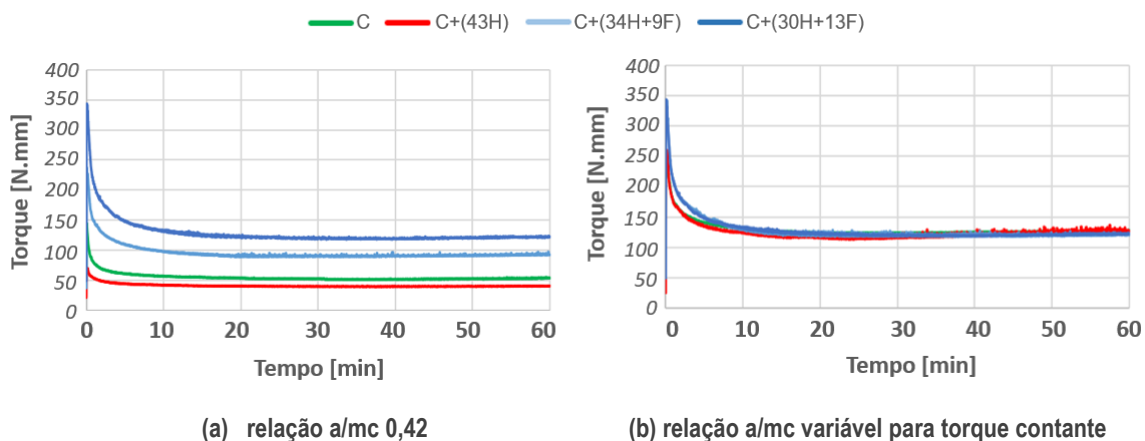 C C+(43H) C+(34H+9F) C+(30H+13F)
Torque [N.mm]
400
350
300
250
200
150
100
50
0
0 10 20 30 40 50 60
Tempo [min]
(a) relação a/mc 0,42
Torque [N.mm]
400
350
300
250
200
150
100
50
0
0 10 20 30 40 50 60
Tempo [min]
(b) relação a/mc variável para torque contante